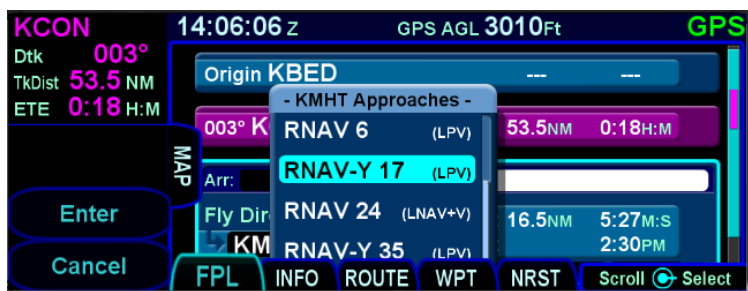 KCON 14:06:06 Z GPS AGL 3010Ft GPS
Dtk 003°
TkDist 53.5 NM
ETE 0:18 H:M
Origin KBED --- ---
- KMHT Approaches -
003° K 53.5NM 0:18H:M
RNAV 6 (LPV)
RNAV-Y 17 (LPV)
RNAV 24 (LNAV+V)
RNAV-Y 35 (LPV)
MAP
Arr:
Fly Dir 16.5NM 5:27M:S
KM 2:30PM
Enter
Cancel
FPL INFO ROUTE WPT NRST Scroll Select